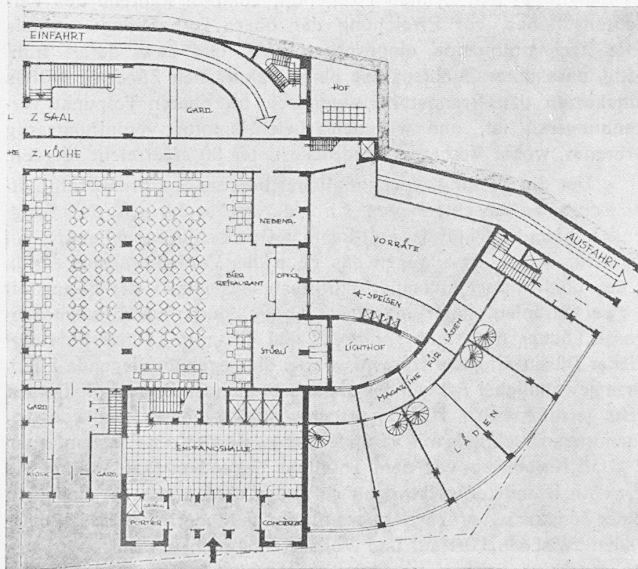 EINFAHRT
HOF
GARD.
Z. SAAL
Z. KÜCHE
NEBENR.
VORRÄTE
AUSFAHRT
BIER
RESTAURANT
OFFICE
4.-SPEISEN
STÜBLI
LICHTHOF
MAGAZINE FÜR LÄDEN
LÄDEN
GARD.
GARD.
EMPFANGSHALLE
PORTIER
CONCIERGE